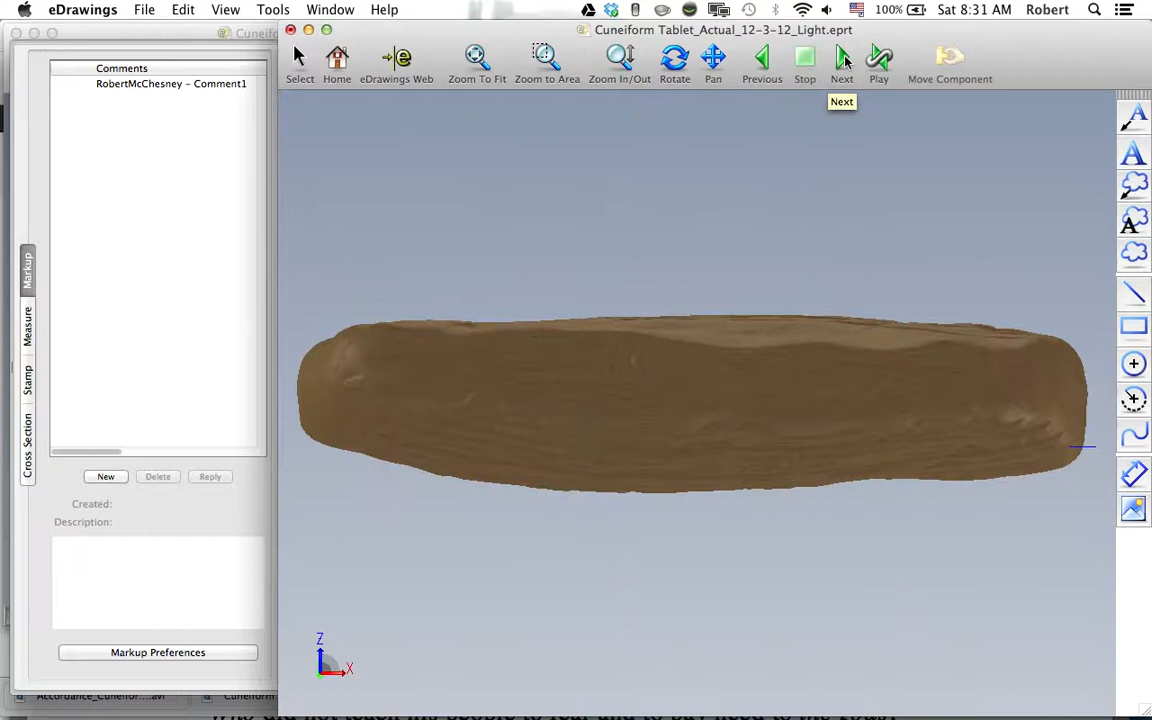 eDrawings File Edit View Tools Window Help 100% Sat 8:31 AM Robert
Cuneiform Tablet_Actual_12-3-12_Light.eprt
Select Home eDrawings Web Zoom To Fit Zoom to Area Zoom In/Out Rotate Pan Previous Stop Next Play Move Component
Next
Comments
RobertMcChesney - Comment1
Markup
Measure
Stamp
Cross Section
New Delete Reply
Created:
Description:
Markup Preferences
Z
X